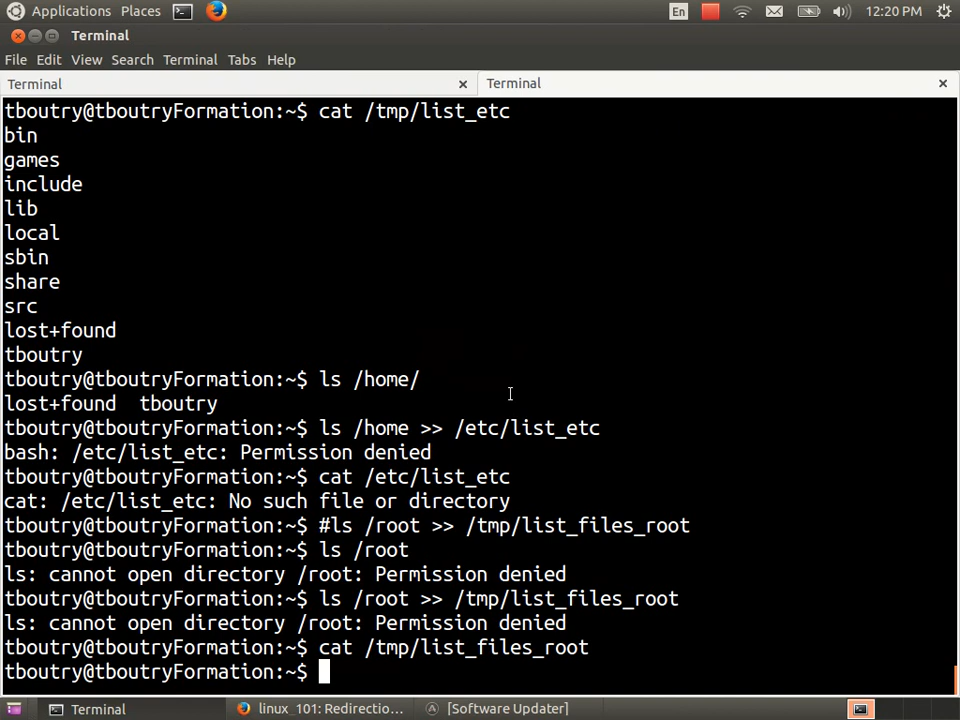 Applications Places En 12:20 PM
Terminal
File Edit View Search Terminal Tabs Help
Terminal × Terminal ×
tboutry@tboutryFormation:~$ cat /tmp/list_etc
bin
games
include
lib
local
sbin
share
src
lost+found
tboutry
tboutry@tboutryFormation:~$ ls /home/
lost+found  tboutry
tboutry@tboutryFormation:~$ ls /home >> /etc/list_etc
bash: /etc/list_etc: Permission denied
tboutry@tboutryFormation:~$ cat /etc/list_etc
cat: /etc/list_etc: No such file or directory
tboutry@tboutryFormation:~$ #ls /root >> /tmp/list_files_root
tboutry@tboutryFormation:~$ ls /root
ls: cannot open directory /root: Permission denied
tboutry@tboutryFormation:~$ ls /root >> /tmp/list_files_root
ls: cannot open directory /root: Permission denied
tboutry@tboutryFormation:~$ cat /tmp/list_files_root
tboutry@tboutryFormation:~$
Terminal linux_101: Redirectio... [Software Updater]